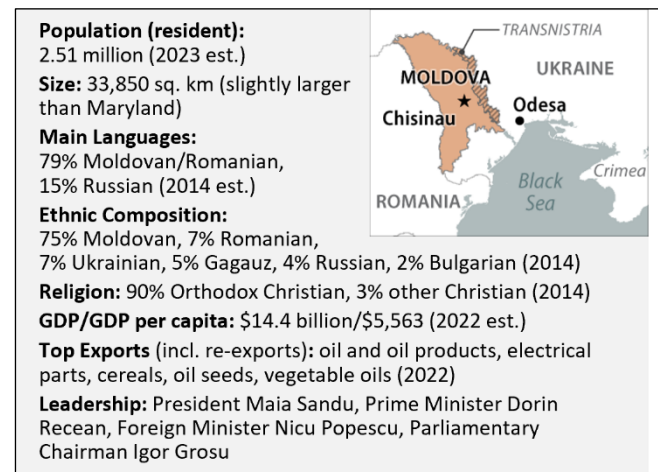 Population (resident):
2.51 million (2023 est.)
Size: 33,850 sq. km (slightly larger
than Maryland)
Main Languages:
79% Moldovan/Romanian,
15% Russian (2014 est.)
Ethnic Composition:
75% Moldovan, 7% Romanian,
7% Ukrainian, 5% Gagauz, 4% Russian, 2% Bulgarian (2014)
Religion: 90% Orthodox Christian, 3% other Christian (2014)
GDP/GDP per capita: $14.4 billion/$5,563 (2022 est.)
Top Exports (incl. re-exports): oil and oil products, electrical
parts, cereals, oil seeds, vegetable oils (2022)
Leadership: President Maia Sandu, Prime Minister Dorin
Recean, Foreign Minister Nicu Popescu, Parliamentary
Chairman Igor Grosu
TRANSNISTRIA
UKRAINE
MOLDOVA
Chisinau
Odesa
Crimea
ROMANIA
Black
Sea